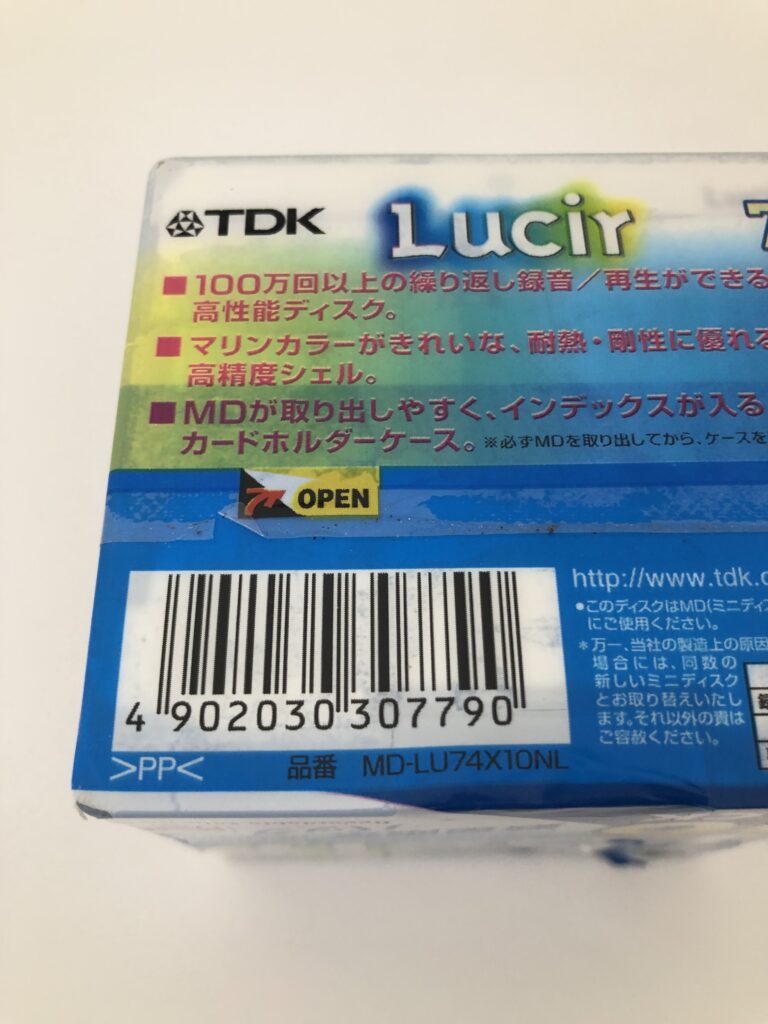 TDK Lucir
■100万回以上の繰り返し録音／再生ができる
高性能ディスク。
■マリンカラーがきれいな、耐熱・剛性に優れる
高精度シェル。
■MDが取り出しやすく、インデックスが入る
カードホルダーケース。※必ずMDを取り出してから、ケースを
OPEN
http://www.tdk.c
●このディスクはMD(ミニディス
にご使用ください。
＊万一、当社の製造上の原因
場合には、同数の
新しいミニディスク
とお取り替えいたし
ます。それ以外の責は
ご容赦ください。
4 902030 307790
>PP< 品番 MD-LU74X10NL